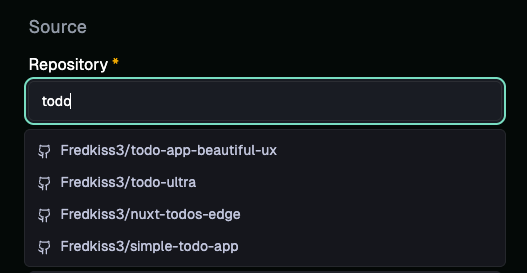 Source
Repository *
todo
Fredkiss3/todo-app-beautiful-ux
Fredkiss3/todo-ultra
Fredkiss3/nuxt-todos-edge
Fredkiss3/simple-todo-app